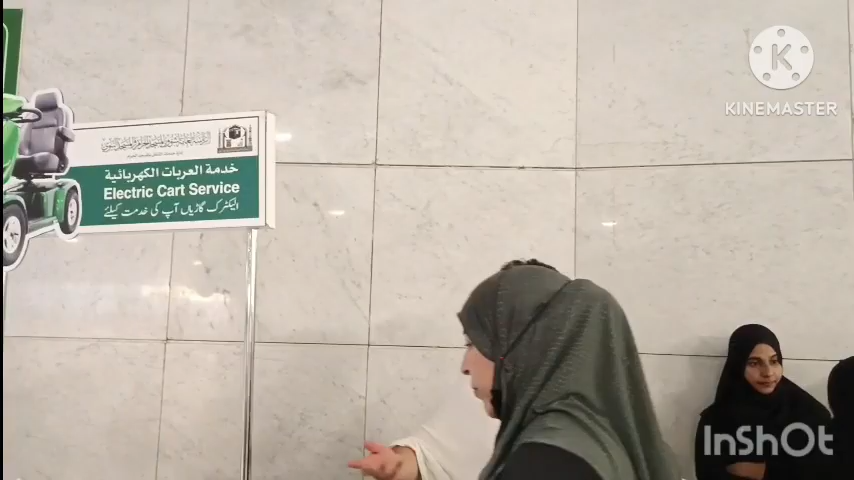 KINEMASTER
خدمة العربات الكهربائية
Electric Cart Service
الیکٹرک گاڑیاں آپ کی خدمت کیلئے
InShOt